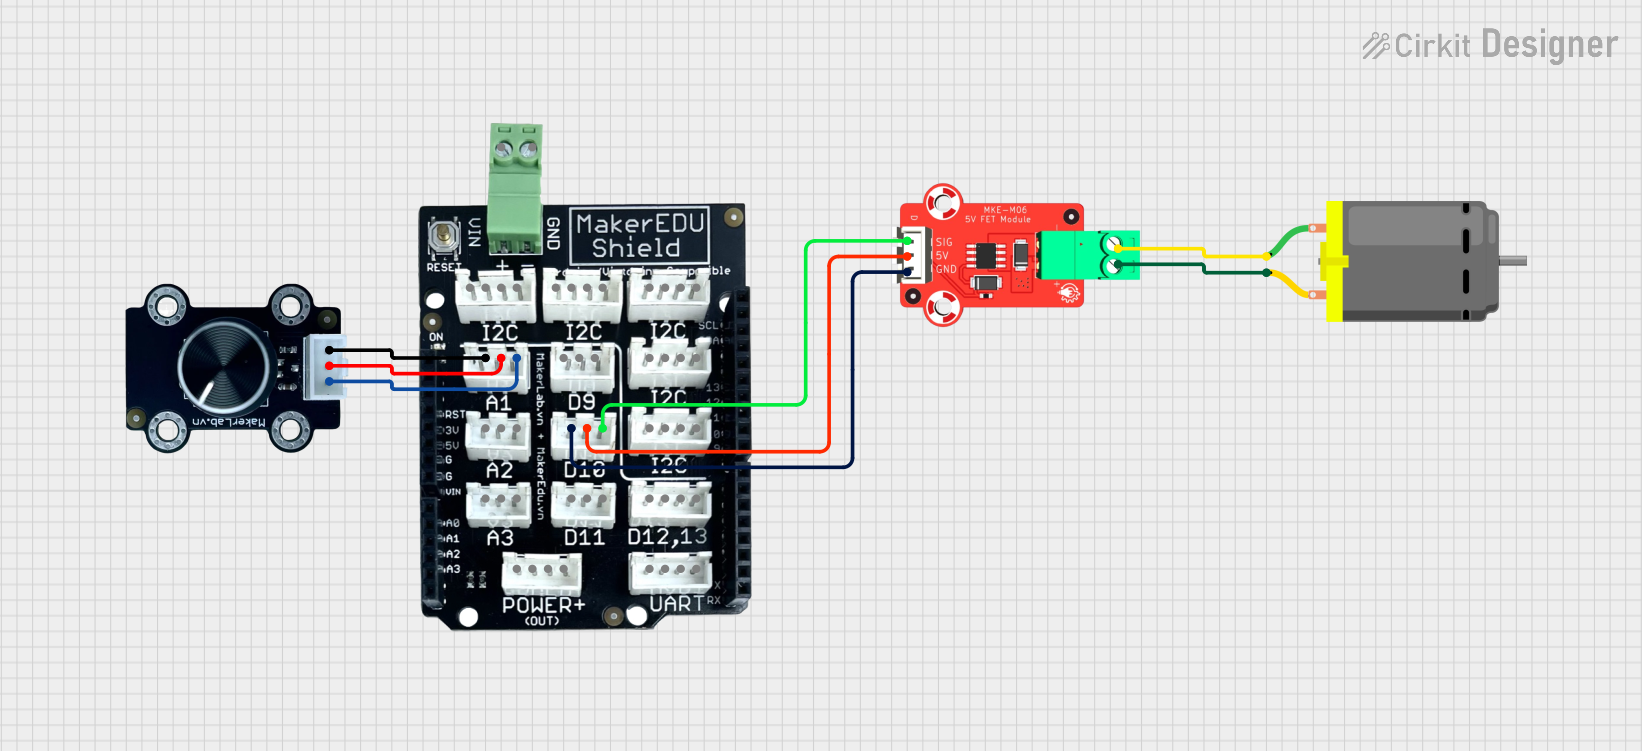 Cirkit Designer
MakerEDU
Shield
VIN
GND
RESET
+
-
I2C
I2C
I2C
SCL
ON
A1
D9
I2C
RST
3V
5V
G
G
VIN
A2
D10
I2C
A3
D11
D12,13
MakerLab.vn + MakerEdu.vn
A0
A1
A2
A3
POWER+
(OUT)
UART
RX
MakerLab.vn
MKE-M06
5V FET Module
D
SIG
5V
GND